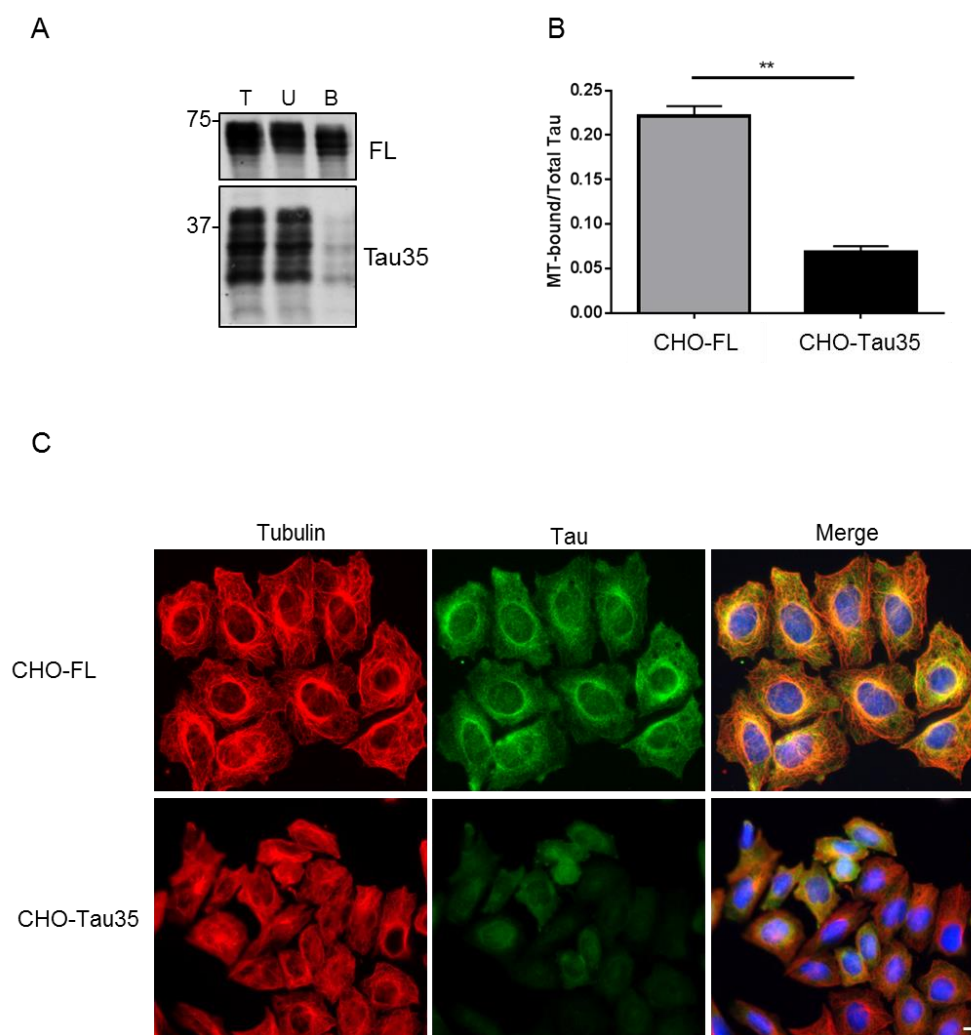 A
T U B
75
FL
37
Tau35
B
**
MT-bound/Total Tau
0.25
0.20
0.15
0.10
0.05
0.00
CHO-FL CHO-Tau35
C
Tubulin Tau Merge
CHO-FL
CHO-Tau35